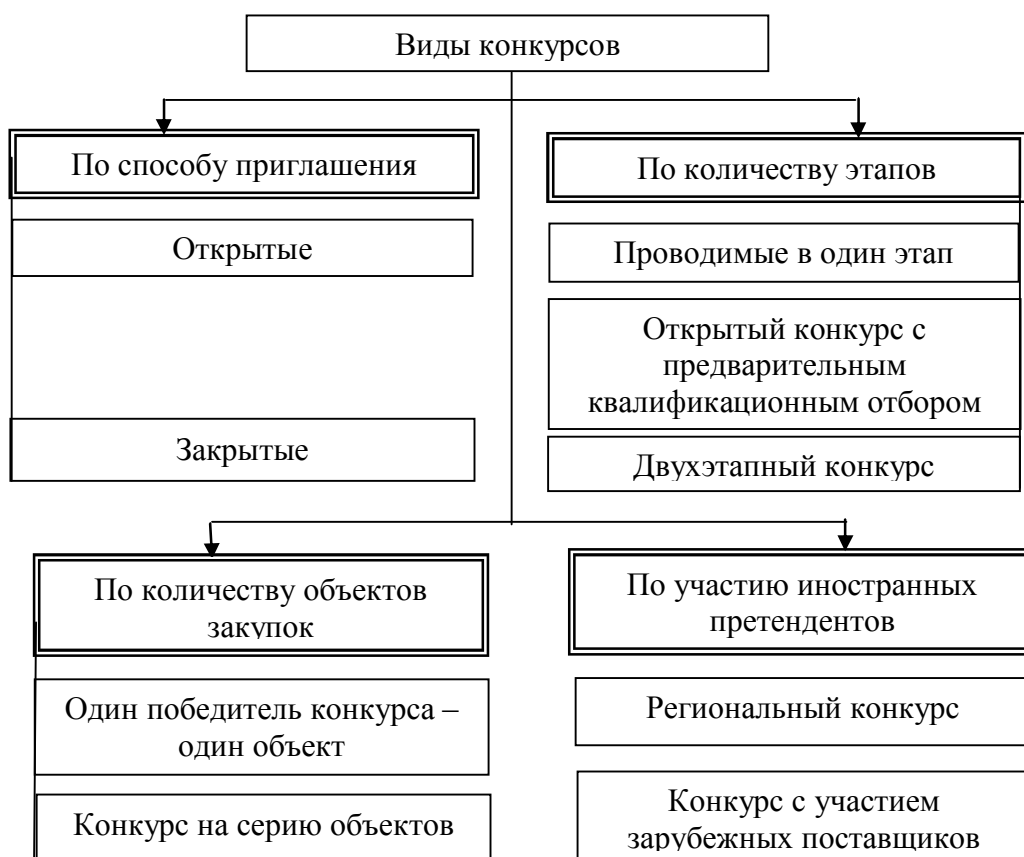 Виды конкурсов
По способу приглашения
Открытые
Закрытые
По количеству этапов
Проводимые в один этап
Открытый конкурс с
предварительным
квалификационным отбором
Двухэтапный конкурс
По количеству объектов
закупок
Один победитель конкурса –
один объект
Конкурс на серию объектов
По участию иностранных
претендентов
Региональный конкурс
Конкурс с участием
зарубежных поставщиков